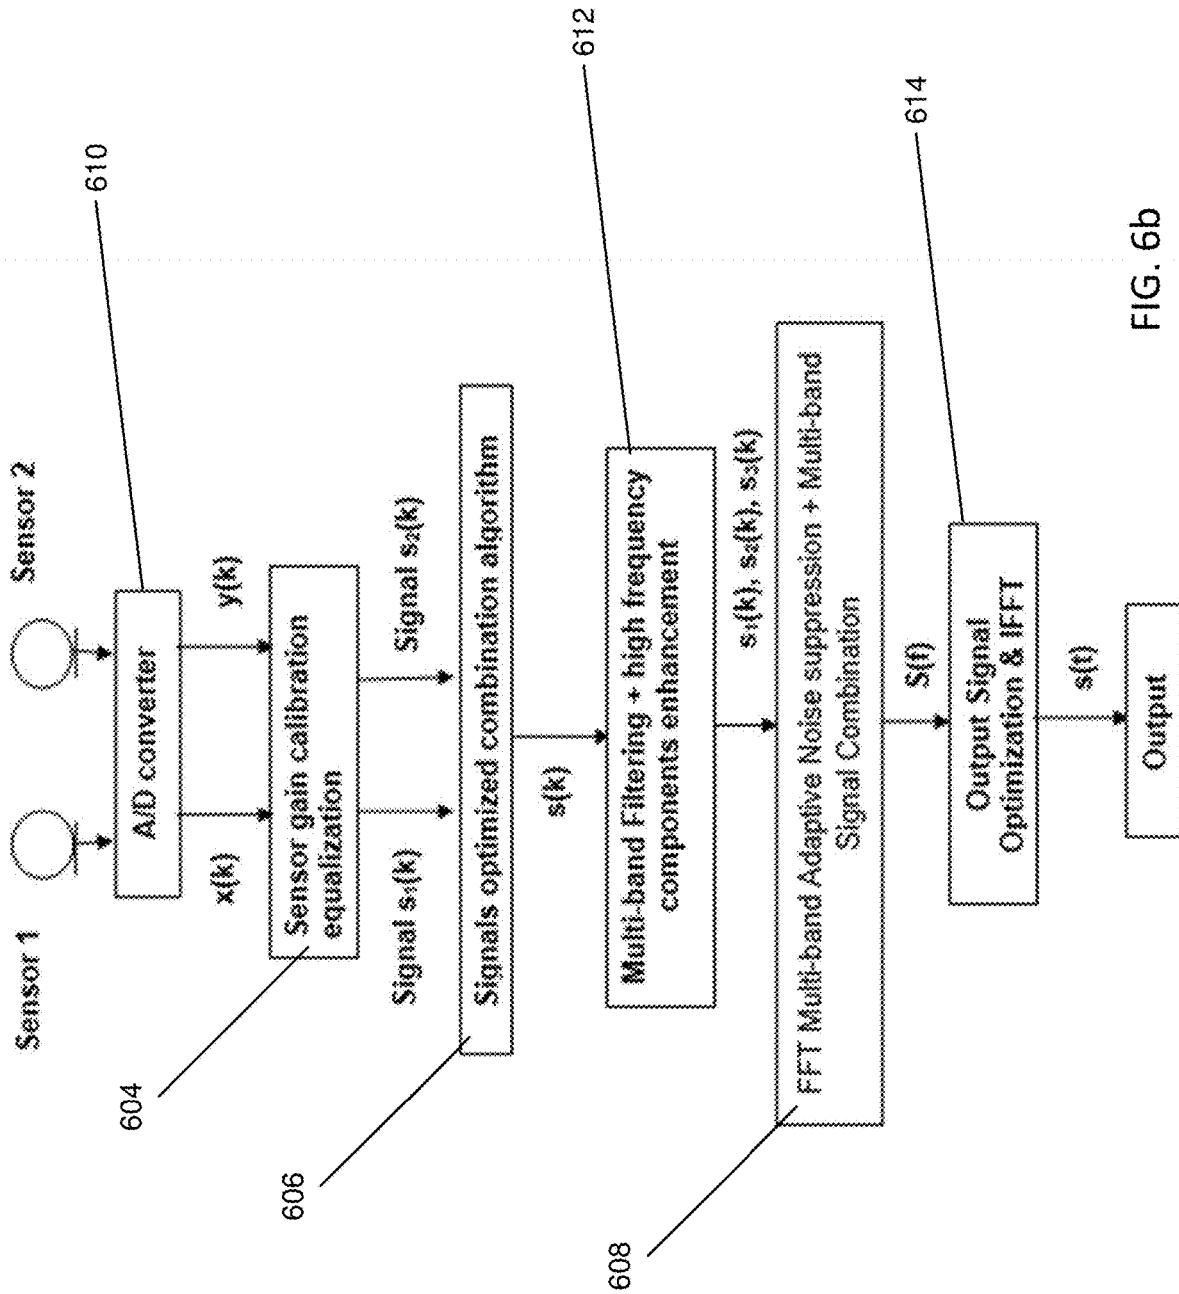 Sensor 1
Sensor 2
A/D converter
610
x(k)
y(k)
Sensor gain calibration
equalization
604
Signal s1(k)
Signal s2(k)
Signals optimized combination algorithm
606
s(k)
Multi-band Filtering + high frequency
components enhancement
612
s1(k), s2(k), s3(k)
FFT Multi-band Adaptive Noise suppression + Multi-band
Signal Combination
608
S(f)
Output Signal
Optimization & IFFT
614
s(t)
Output
FIG. 6b